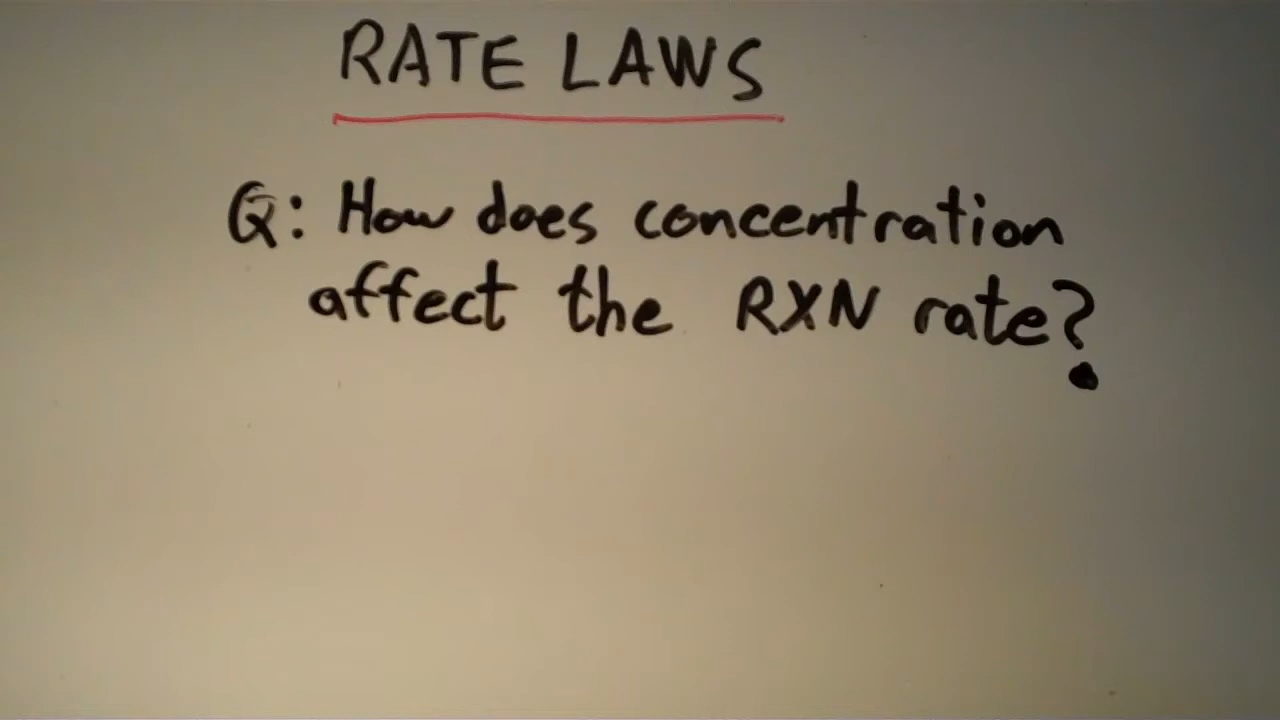 RATE LAWS
Q: How does concentration
affect the RXN rate?